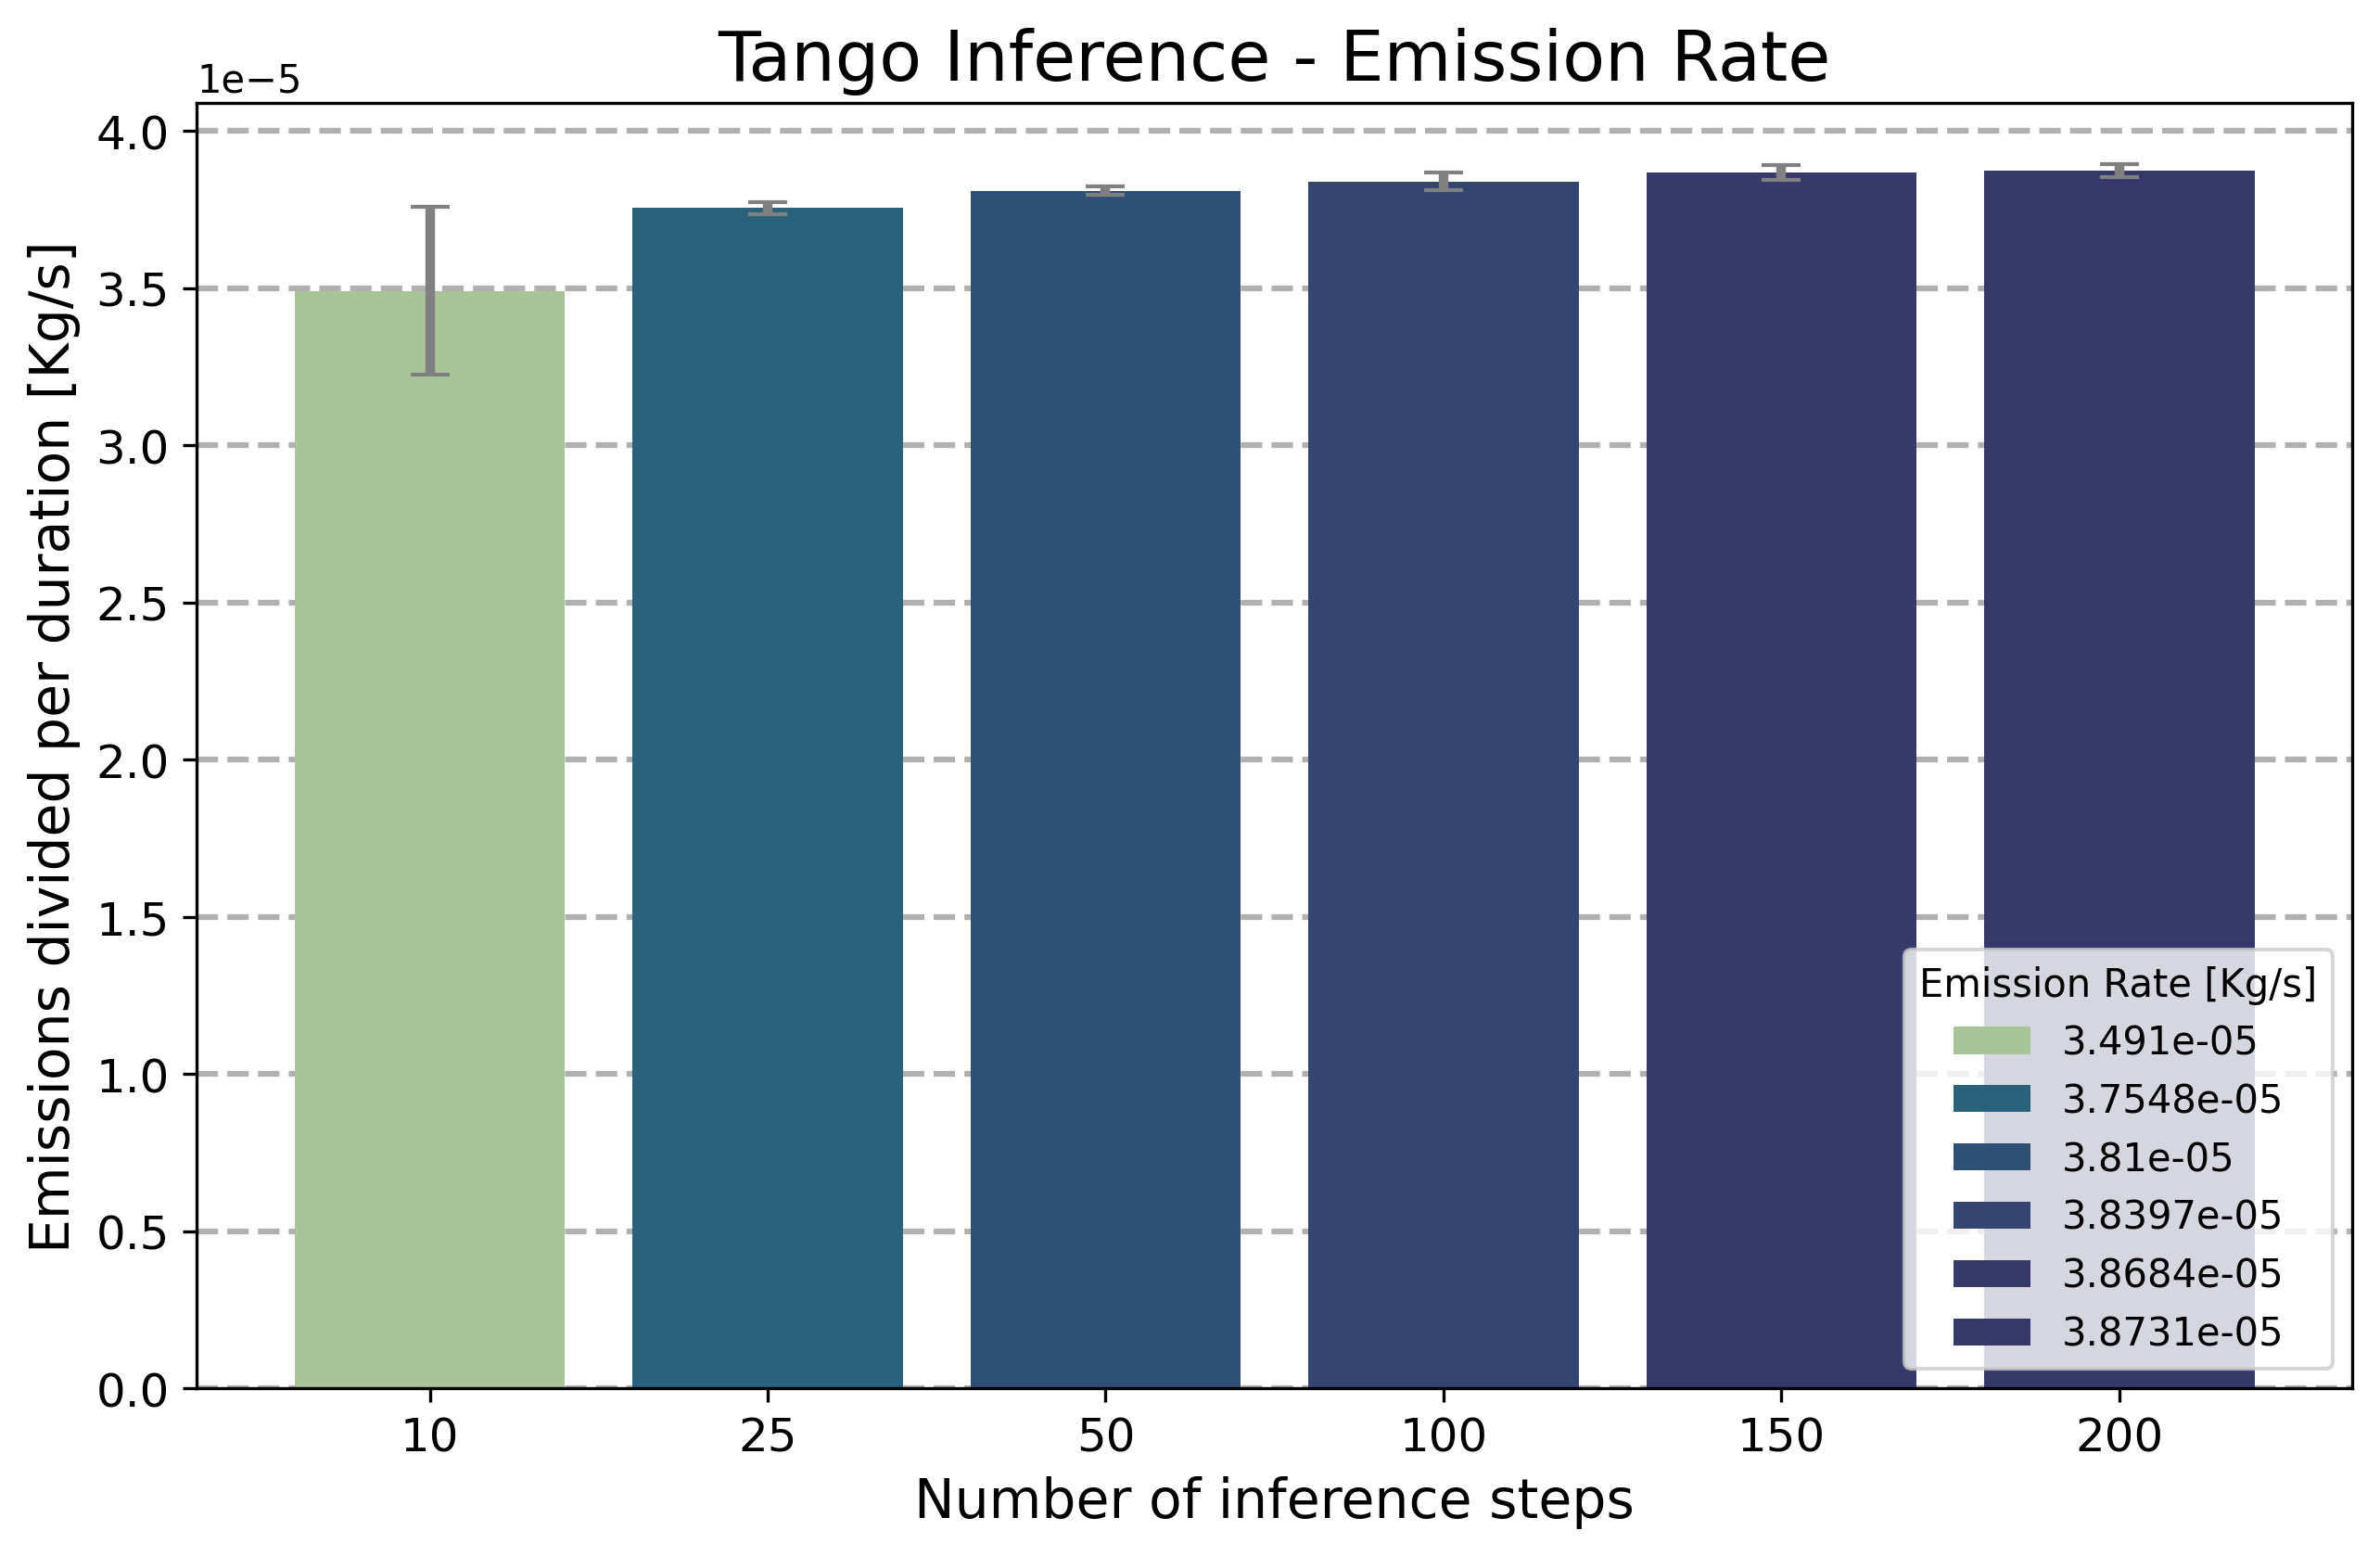 Tango Inference - Emission Rate
1e−5
4.0
3.5
3.0
2.5
2.0
1.5
1.0
0.5
0.0
Emissions divided per duration [Kg/s]
10 25 50 100 150 200
Number of inference steps
Emission Rate [Kg/s]
3.491e-05
3.7548e-05
3.81e-05
3.8397e-05
3.8684e-05
3.8731e-05